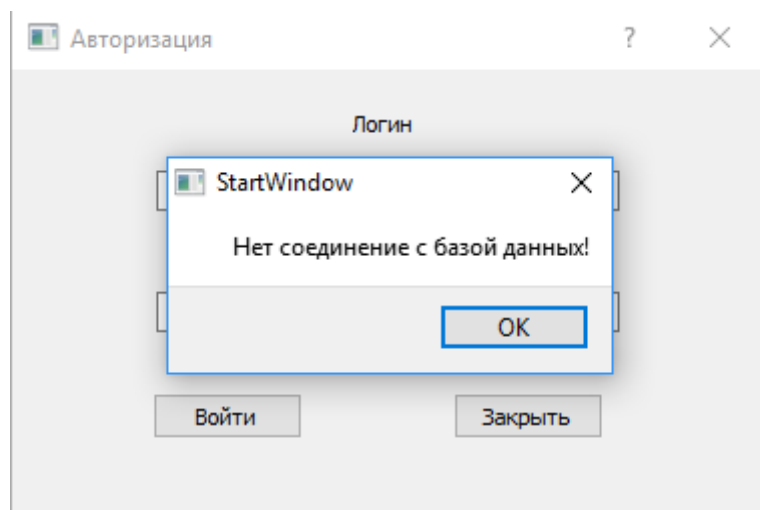 Авторизация
Логин
StartWindow
Нет соединение с базой данных!
OK
Войти
Закрыть